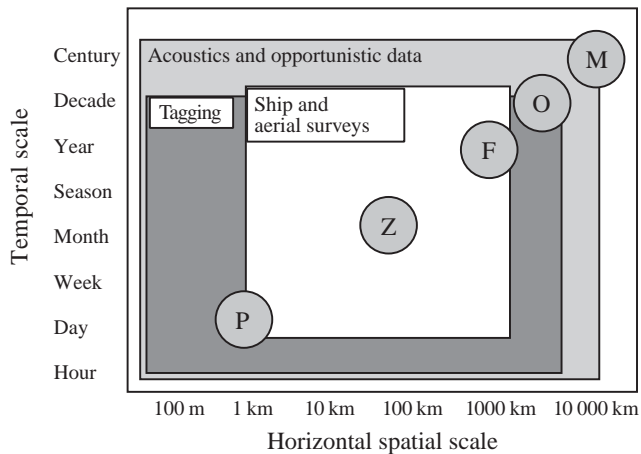 Century
Decade
Year
Season
Month
Week
Day
Hour
Temporal scale
Acoustics and opportunistic data
Tagging
Ship and
aerial surveys
M
O
F
Z
P
100 m 1 km 10 km 100 km 1000 km 10 000 km
Horizontal spatial scale